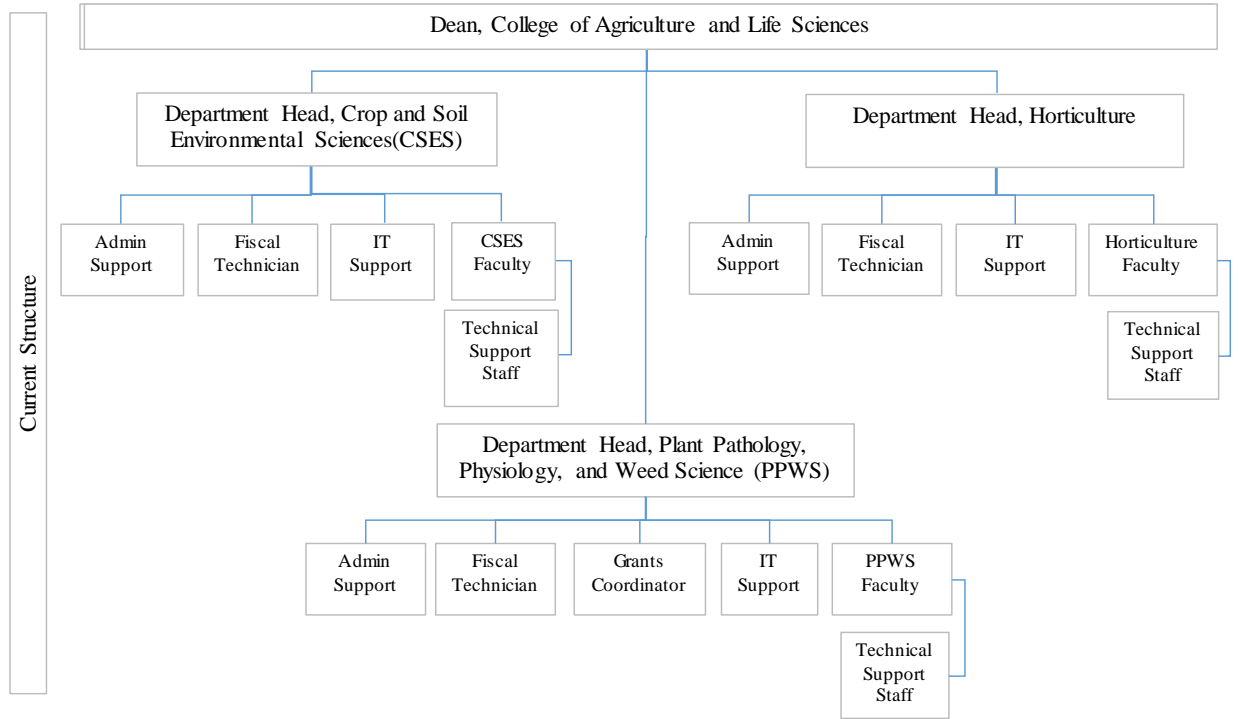 Current Structure
Dean, College of Agriculture and Life Sciences
Department Head, Crop and Soil
Environmental Sciences(CSES)
Admin
Support
Fiscal
Technician
IT
Support
CSES
Faculty
Technical
Support
Staff
Department Head, Horticulture
Admin
Support
Fiscal
Technician
IT
Support
Horticulture
Faculty
Technical
Support
Staff
Department Head, Plant Pathology,
Physiology, and Weed Science (PPWS)
Admin
Support
Fiscal
Technician
Grants
Coordinator
IT
Support
PPWS
Faculty
Technical
Support
Staff